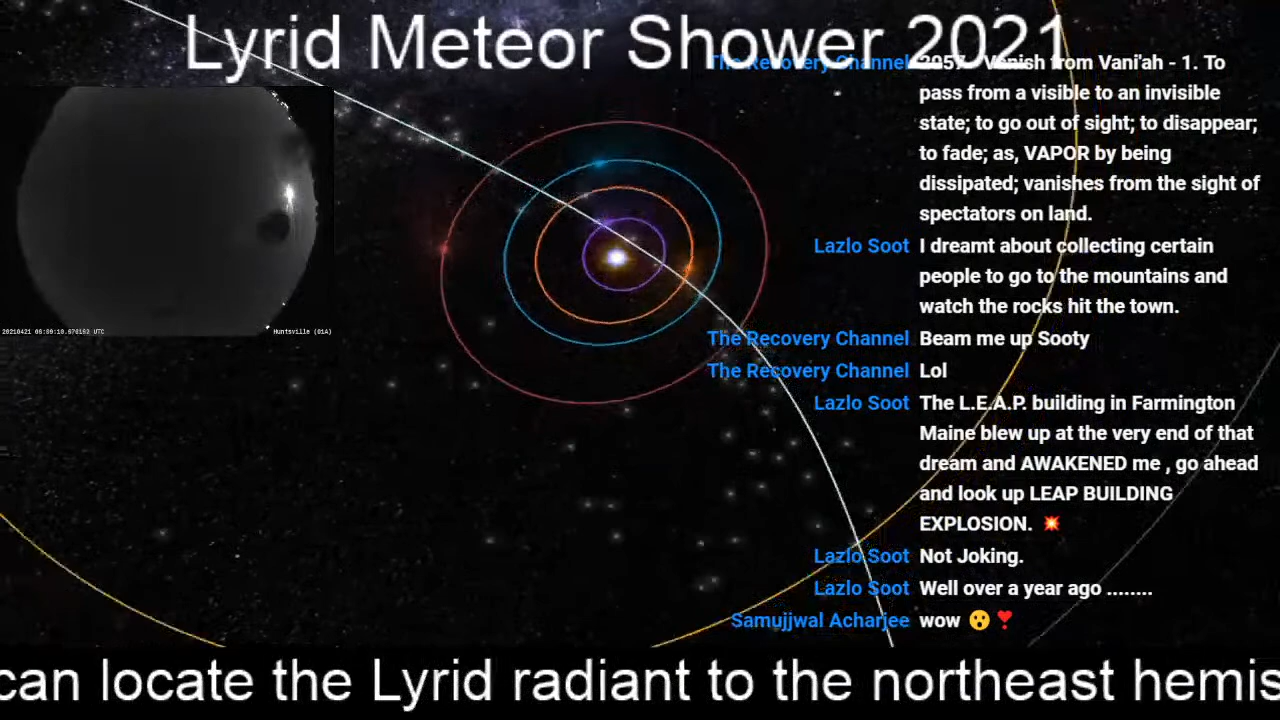 Lyrid Meteor Shower 2021
The Recovery Channel Vanish from Vani'ah - 1. To
pass from a visible to an invisible
state; to go out of sight; to disappear;
to fade; as, VAPOR by being
dissipated; vanishes from the sight of
spectators on land.
Lazlo Soot I dreamt about collecting certain
people to go to the mountains and
watch the rocks hit the town.
The Recovery Channel Beam me up Sooty
The Recovery Channel Lol
Lazlo Soot The L.E.A.P. building in Farmington
Maine blew up at the very end of that
dream and AWAKENED me , go ahead
and look up LEAP BUILDING
EXPLOSION. 💥
Lazlo Soot Not Joking.
Lazlo Soot Well over a year ago ........
Samujjwal Acharjee wow 😮❣️
Huntsville (01A)
can locate the Lyrid radiant to the northeast hemis